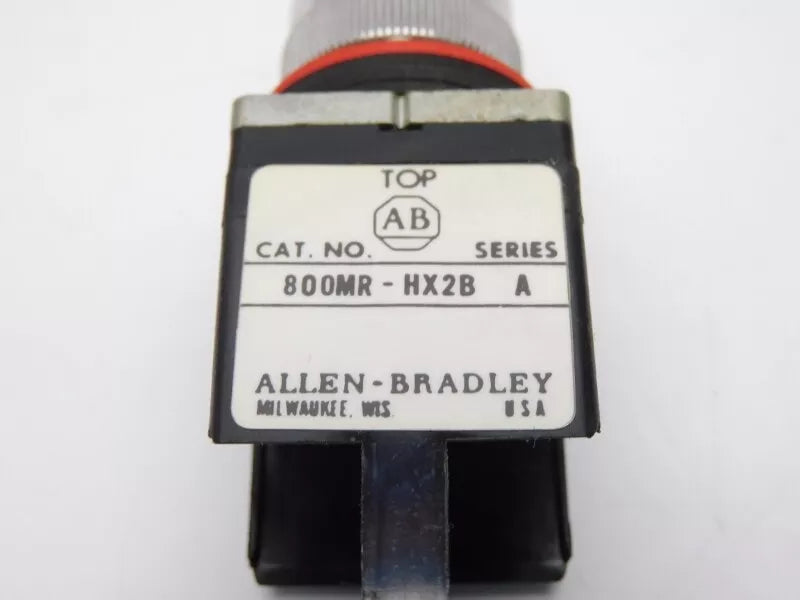 TOP
AB
CAT. NO. SERIES
800MR - HX2B A
ALLEN - BRADLEY
MILWAUKEE, WIS. USA